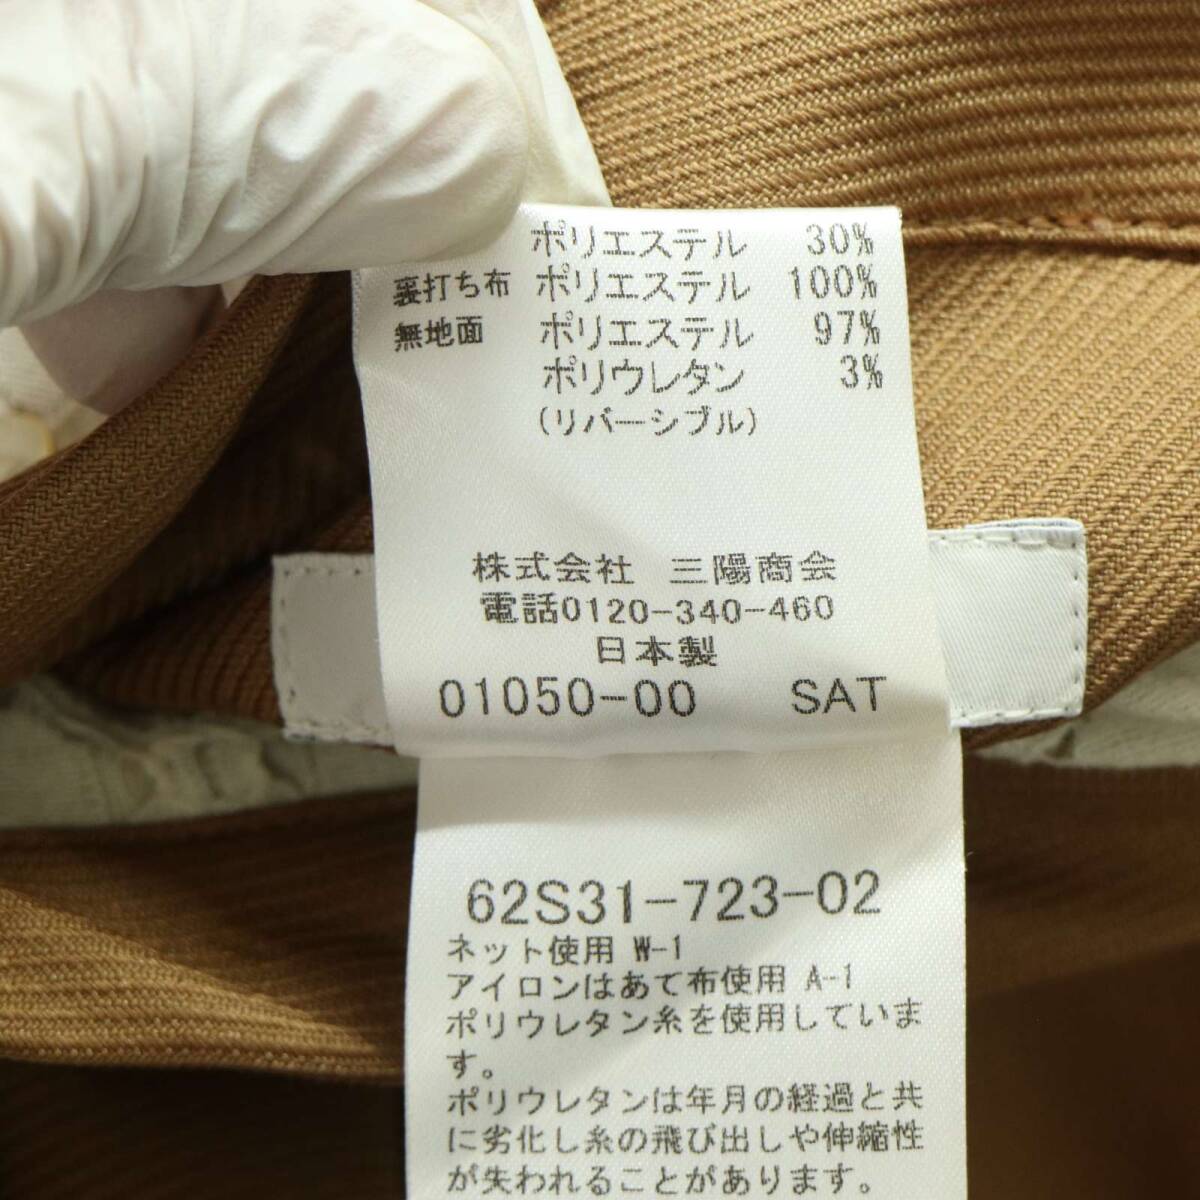 ポリエステル 30%
裏打ち布 ポリエステル 100%
無地面 ポリエステル 97%
ポリウレタン 3%
(リバーシブル)
株式会社 三陽商会
電話0120-340-460
日本製
01050-00 SAT
62S31-723-02
ネット使用 W-1
アイロンはあて布使用 A-1
ポリウレタン糸を使用していま
す。
ポリウレタンは年月の経過と共
に劣化し糸の飛び出しや伸縮性
が失われることがあります。